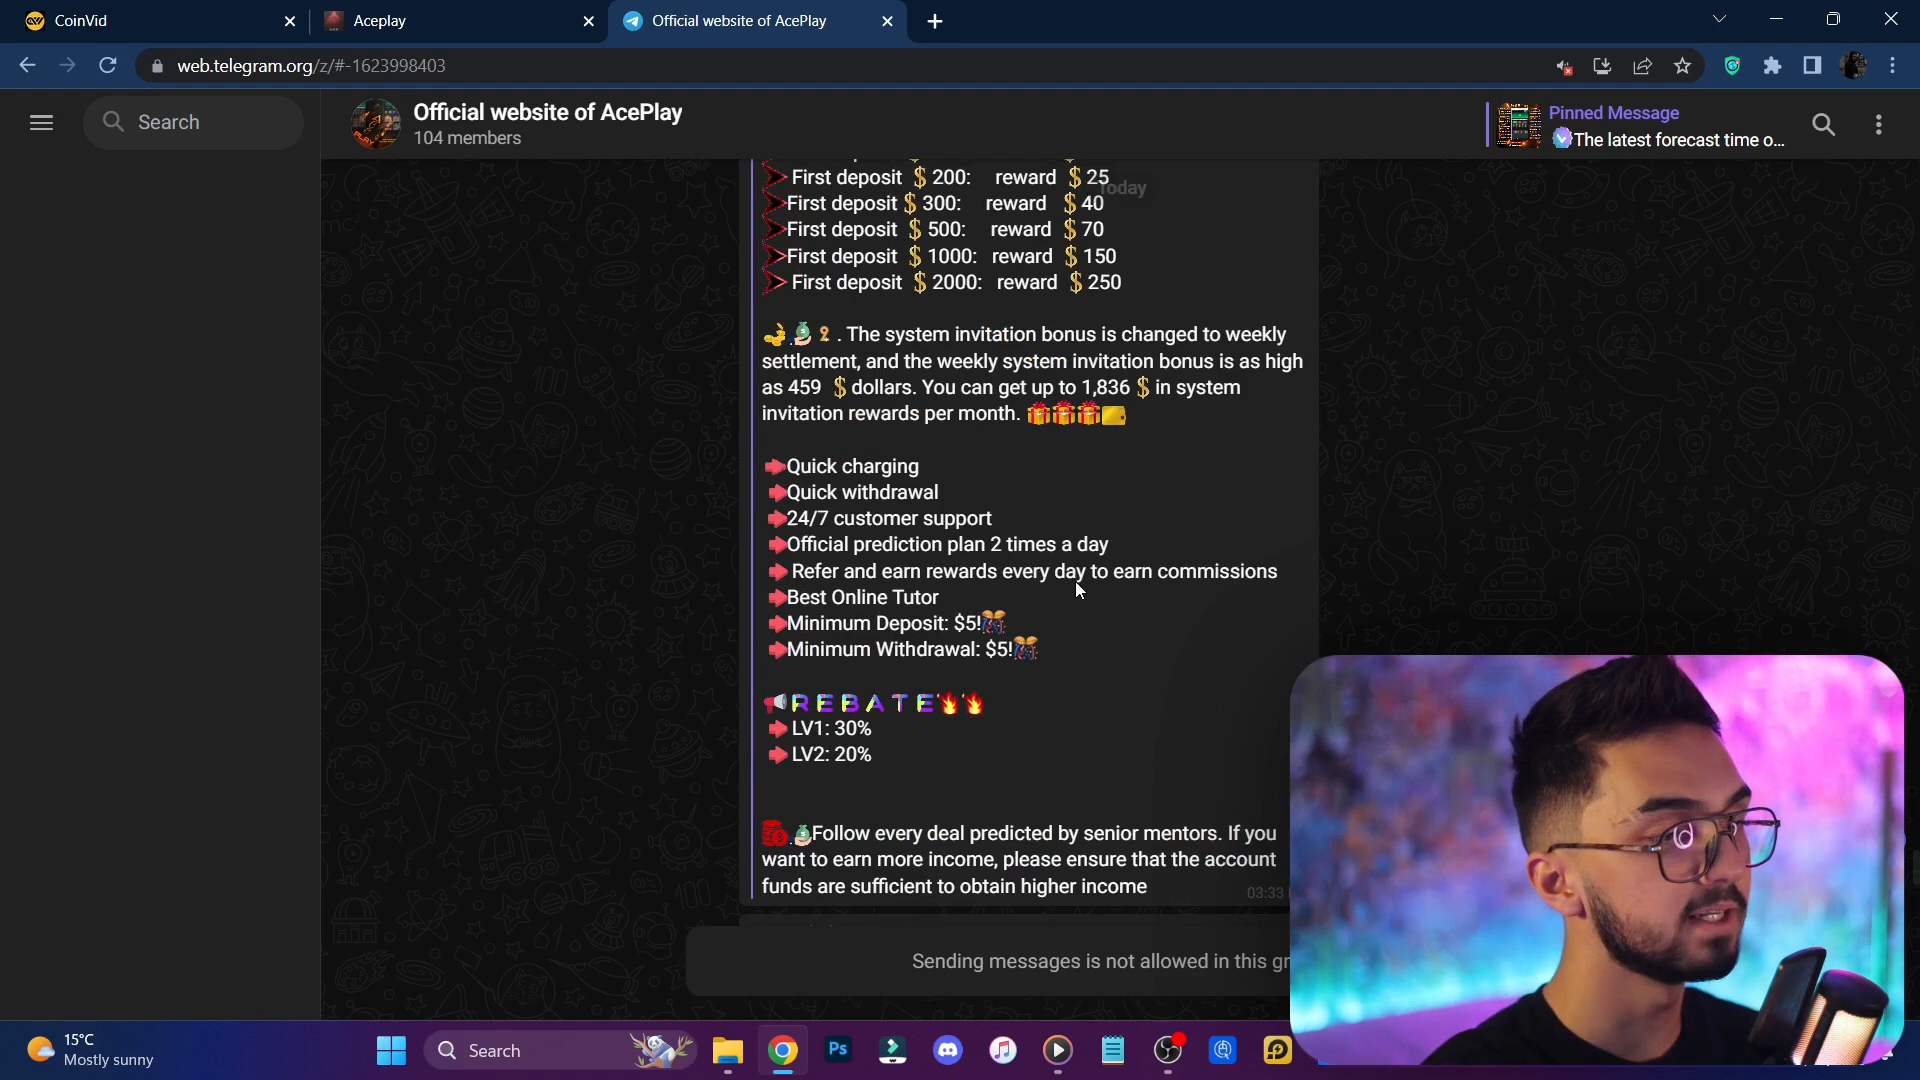 CoinVid
Aceplay
Official website of AcePlay
web.telegram.org/z/#-1623998403
Search
Official website of AcePlay
104 members
Pinned Message
The latest forecast time o...
Today
First deposit $ 200: reward $ 25
First deposit $ 300: reward $ 40
First deposit $ 500: reward $ 70
First deposit $ 1000: reward $ 150
First deposit $ 2000: reward $ 250
2 . The system invitation bonus is changed to weekly
settlement, and the weekly system invitation bonus is as high
as 459 $ dollars. You can get up to 1,836 $ in system
invitation rewards per month.
Quick charging
Quick withdrawal
24/7 customer support
Official prediction plan 2 times a day
Refer and earn rewards every day to earn commissions
Best Online Tutor
Minimum Deposit: $5!
Minimum Withdrawal: $5!
REBATE
LV1: 30%
LV2: 20%
Follow every deal predicted by senior mentors. If you
want to earn more income, please ensure that the account
funds are sufficient to obtain higher income
03:33
Sending messages is not allowed in this gr
15°C
Mostly sunny
Search
Ps